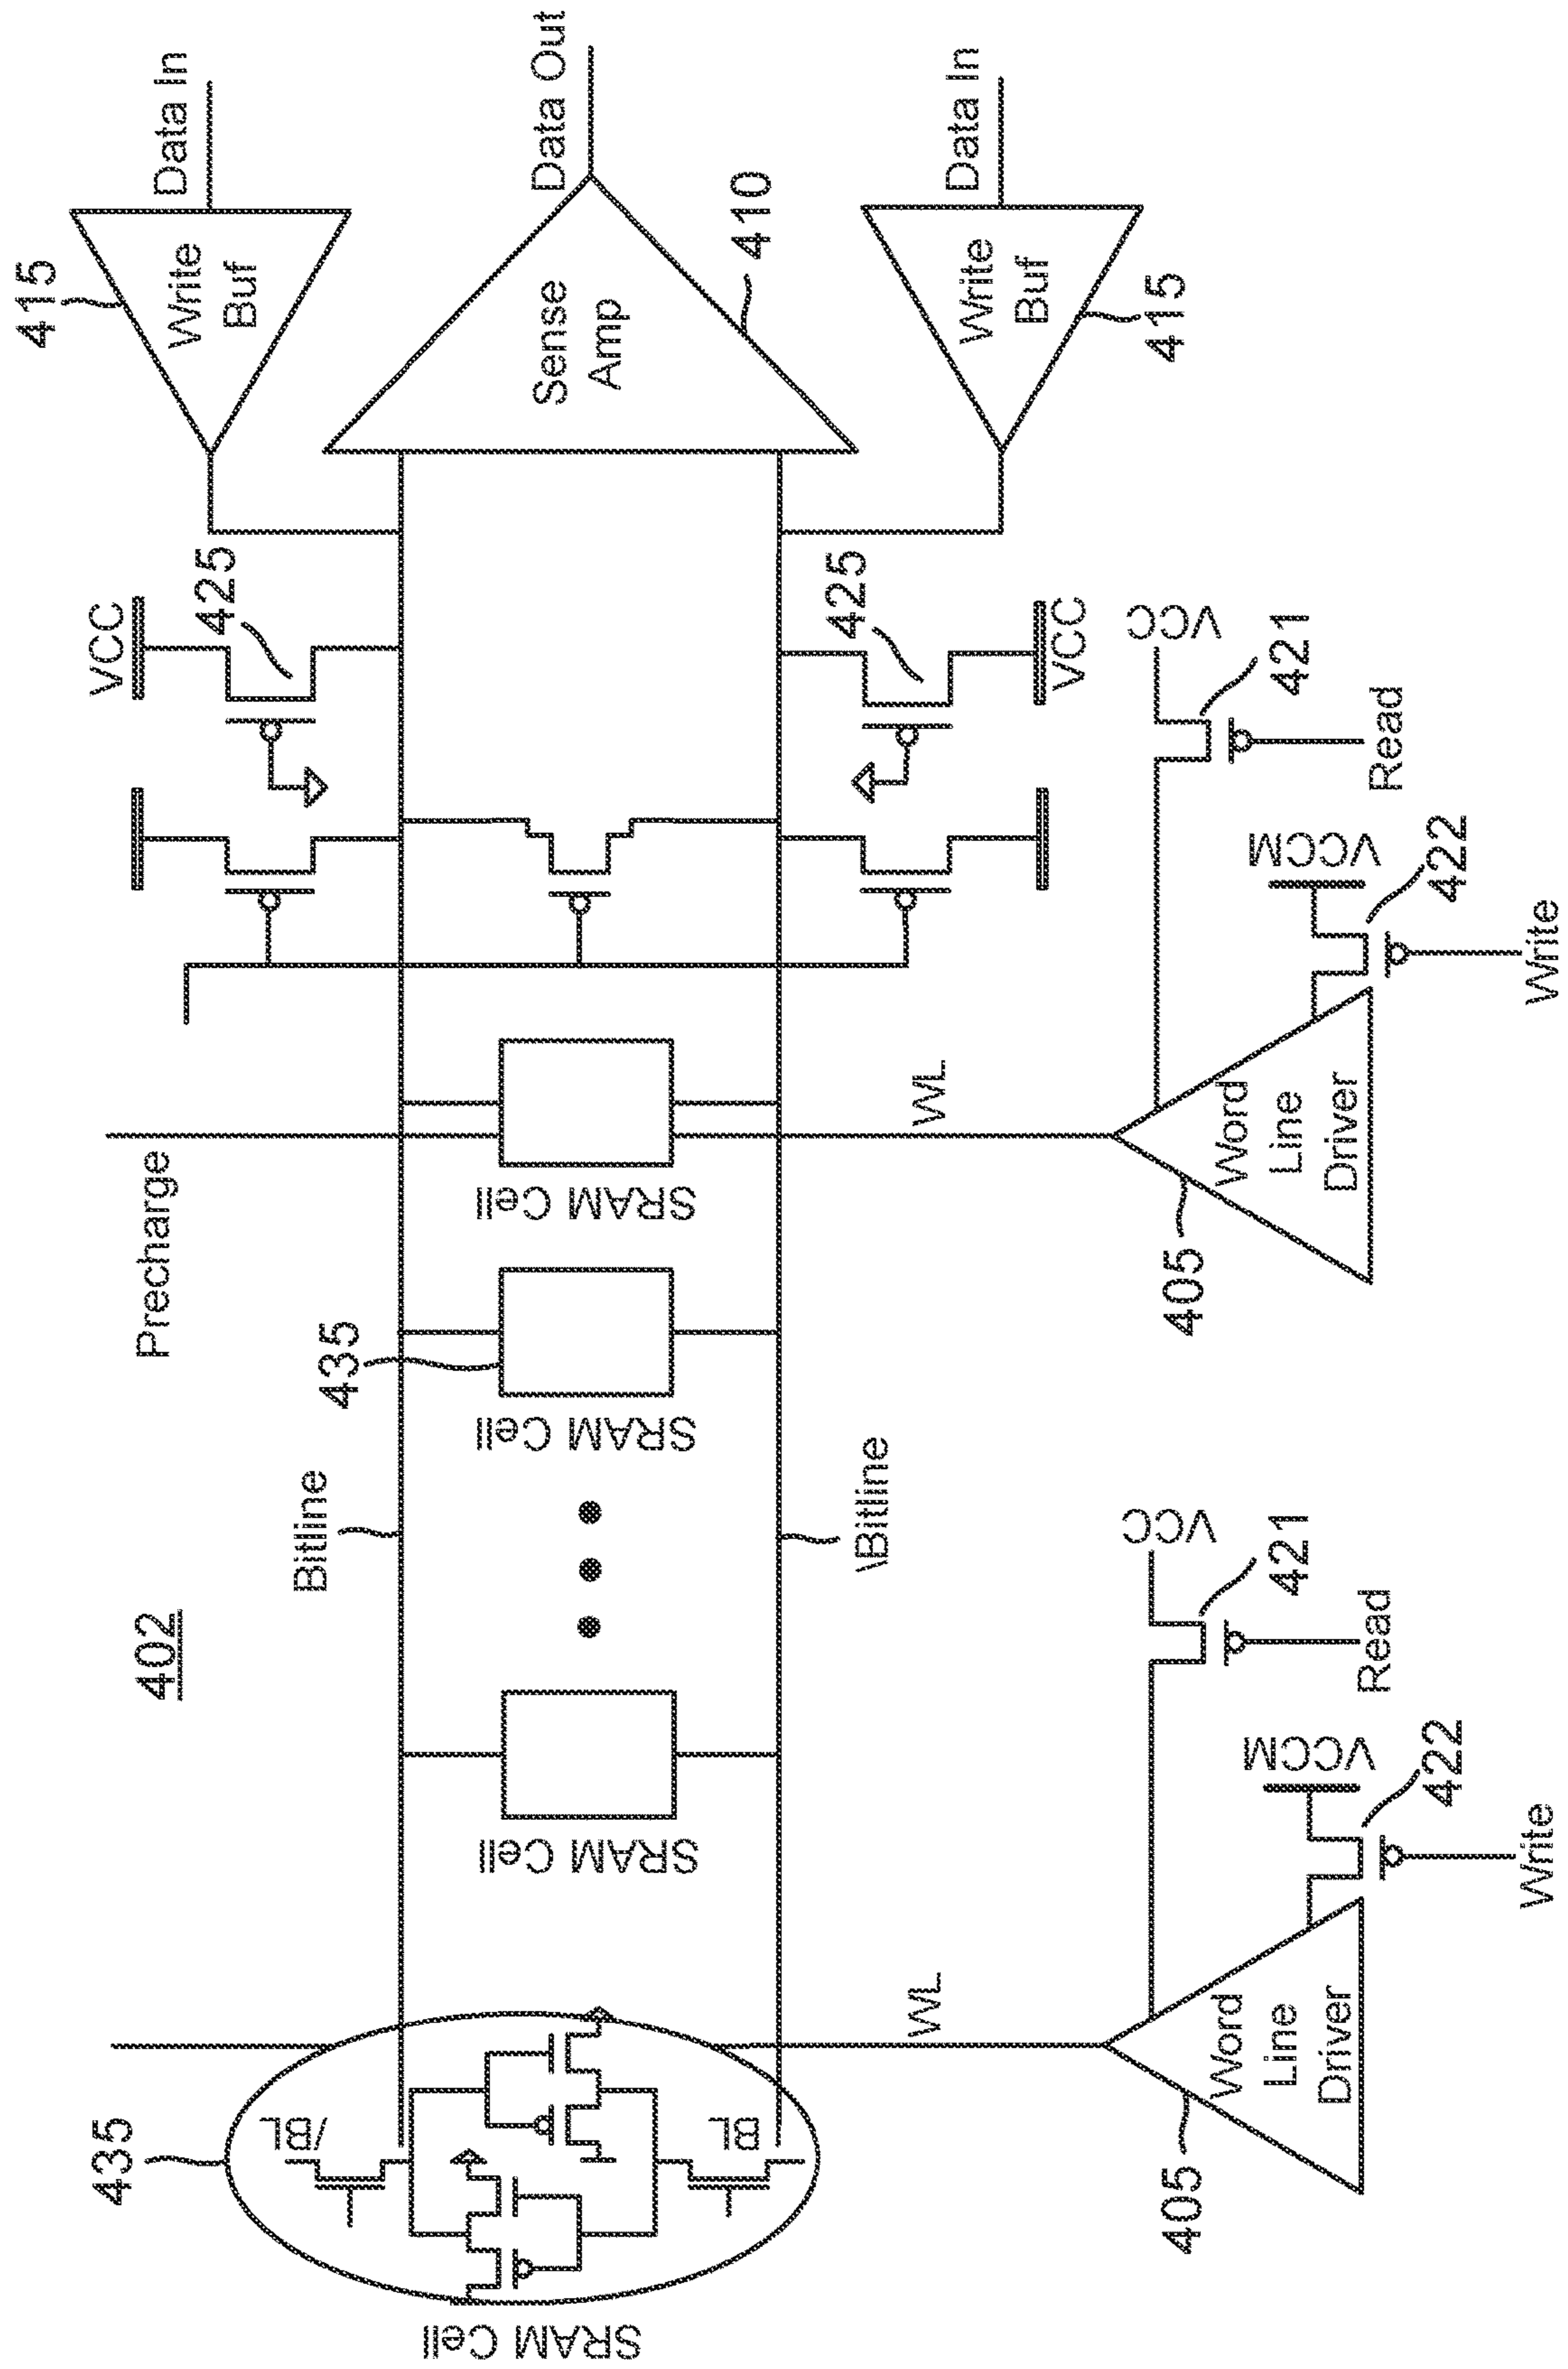 415
435
VCC
402
Precharge
Data In
Write
Buf
425
/BL
Bitline
435
SRAM Cell
SRAM Cell
SRAM Cell
SRAM Cell
Sense
Amp
Data Out
410
BL
\Bitline
425
WL
WL
Data In
Write
Buf
VCC
415
405
Word
Line
Driver
VCC
421
Read
VCCM
422
Write
405
Word
Line
Driver
VCC
421
Read
VCCM
422
Write